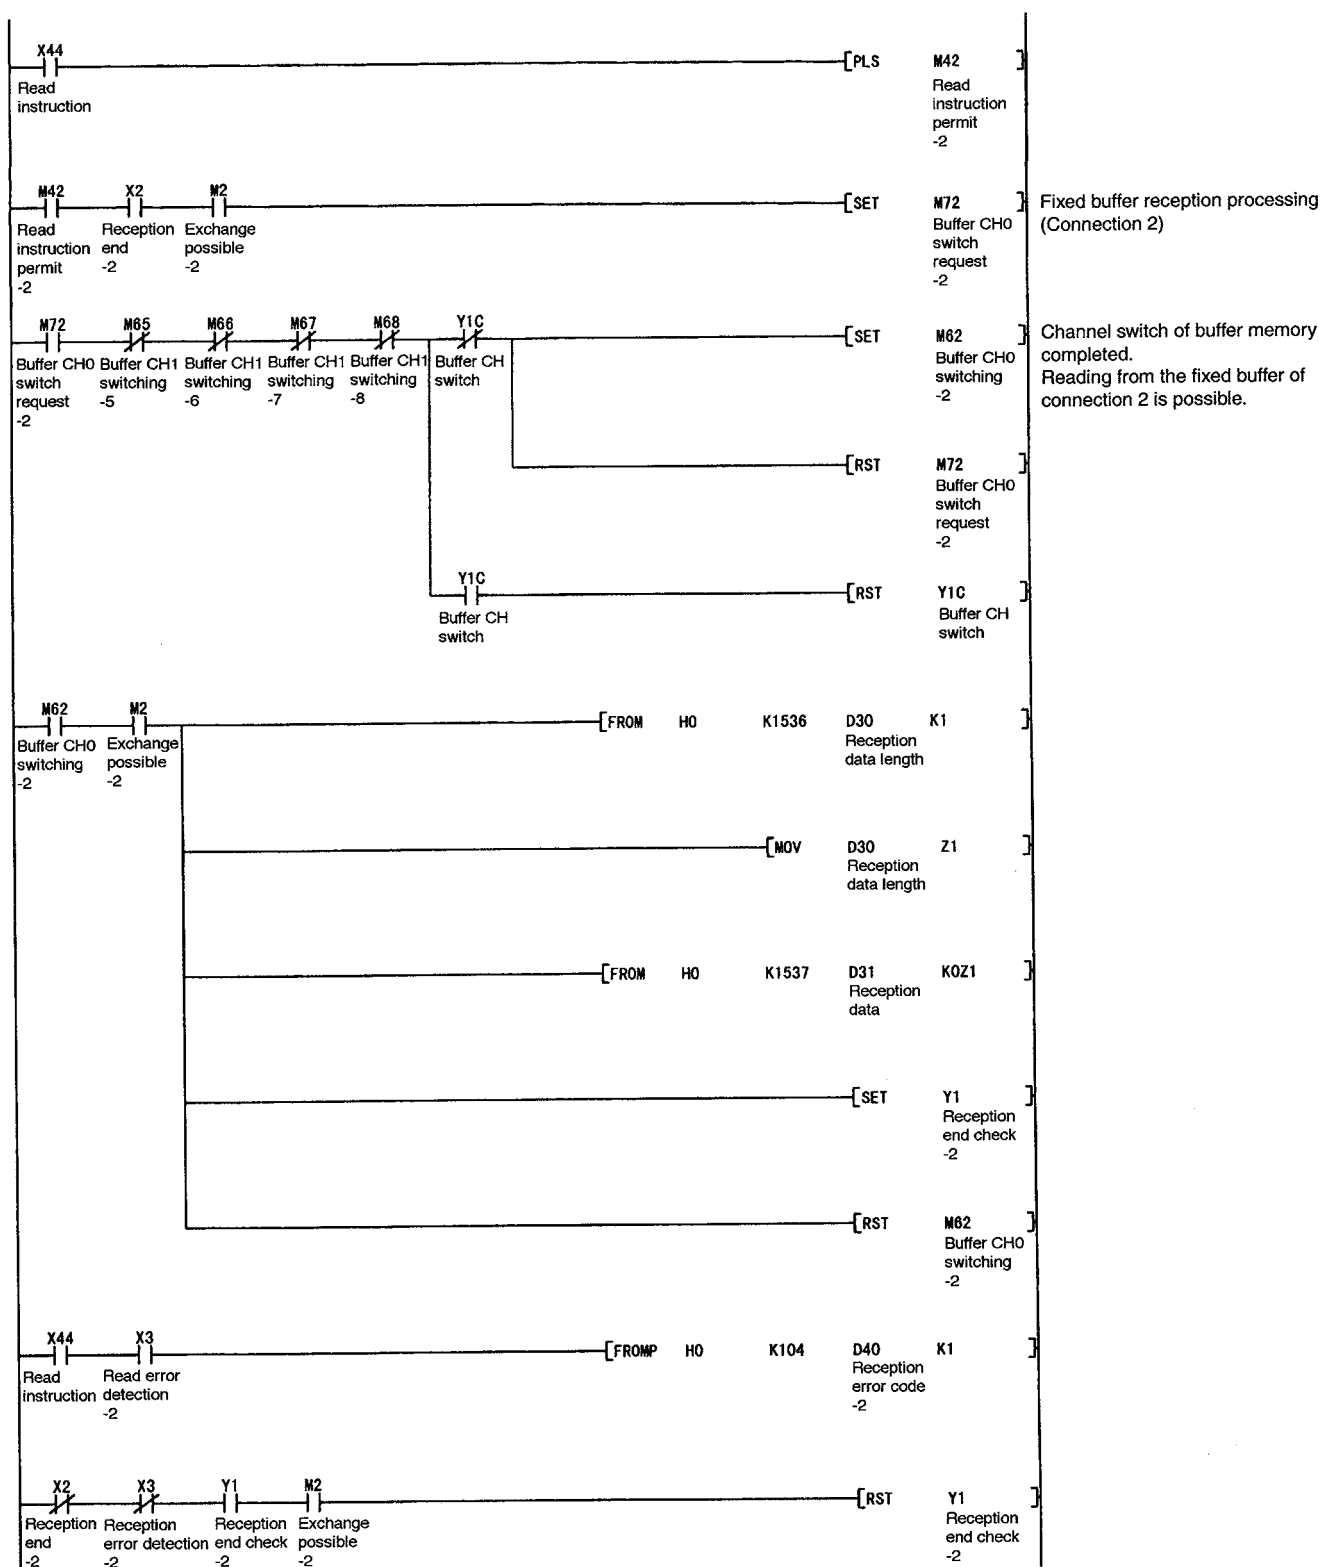 X44
[PLS M42 ]
Read
instruction
Read
instruction
permit
-2
M42 X2 M2
[SET M72 ]
Read
instruction
permit
-2
Reception
end
-2
Exchange
possible
-2
Buffer CH0
switch
request
-2
Fixed buffer reception processing
(Connection 2)
M72 M65 M66 M67 M68 Y1C
[SET M62 ]
Buffer CH0
switch
request
-2
Buffer CH1
switching
-5
Buffer CH1
switching
-6
Buffer CH1
switching
-7
Buffer CH1
switching
-8
Buffer CH
switch
Buffer CH0
switching
-2
Channel switch of buffer memory
completed.
Reading from the fixed buffer of
connection 2 is possible.
[RST M72 ]
Buffer CH0
switch
request
-2
Y1C
[RST Y1C ]
Buffer CH
switch
Buffer CH
switch
M62 M2
[FROM H0 K1536 D30 K1 ]
Buffer CH0
switching
-2
Exchange
possible
-2
Reception
data length
[MOV D30 Z1 ]
Reception
data length
[FROM H0 K1537 D31 K0Z1 ]
Reception
data
[SET Y1 ]
Reception
end check
-2
[RST M62 ]
Buffer CH0
switching
-2
X44 X3
[FROMP H0 K104 D40 K1 ]
Read
instruction
Read error
detection
-2
Reception
error code
-2
X2 X3 Y1 M2
[RST Y1 ]
Reception
end
-2
Reception
error detection
-2
Reception
end check
-2
Exchange
possible
-2
Reception
end check
-2